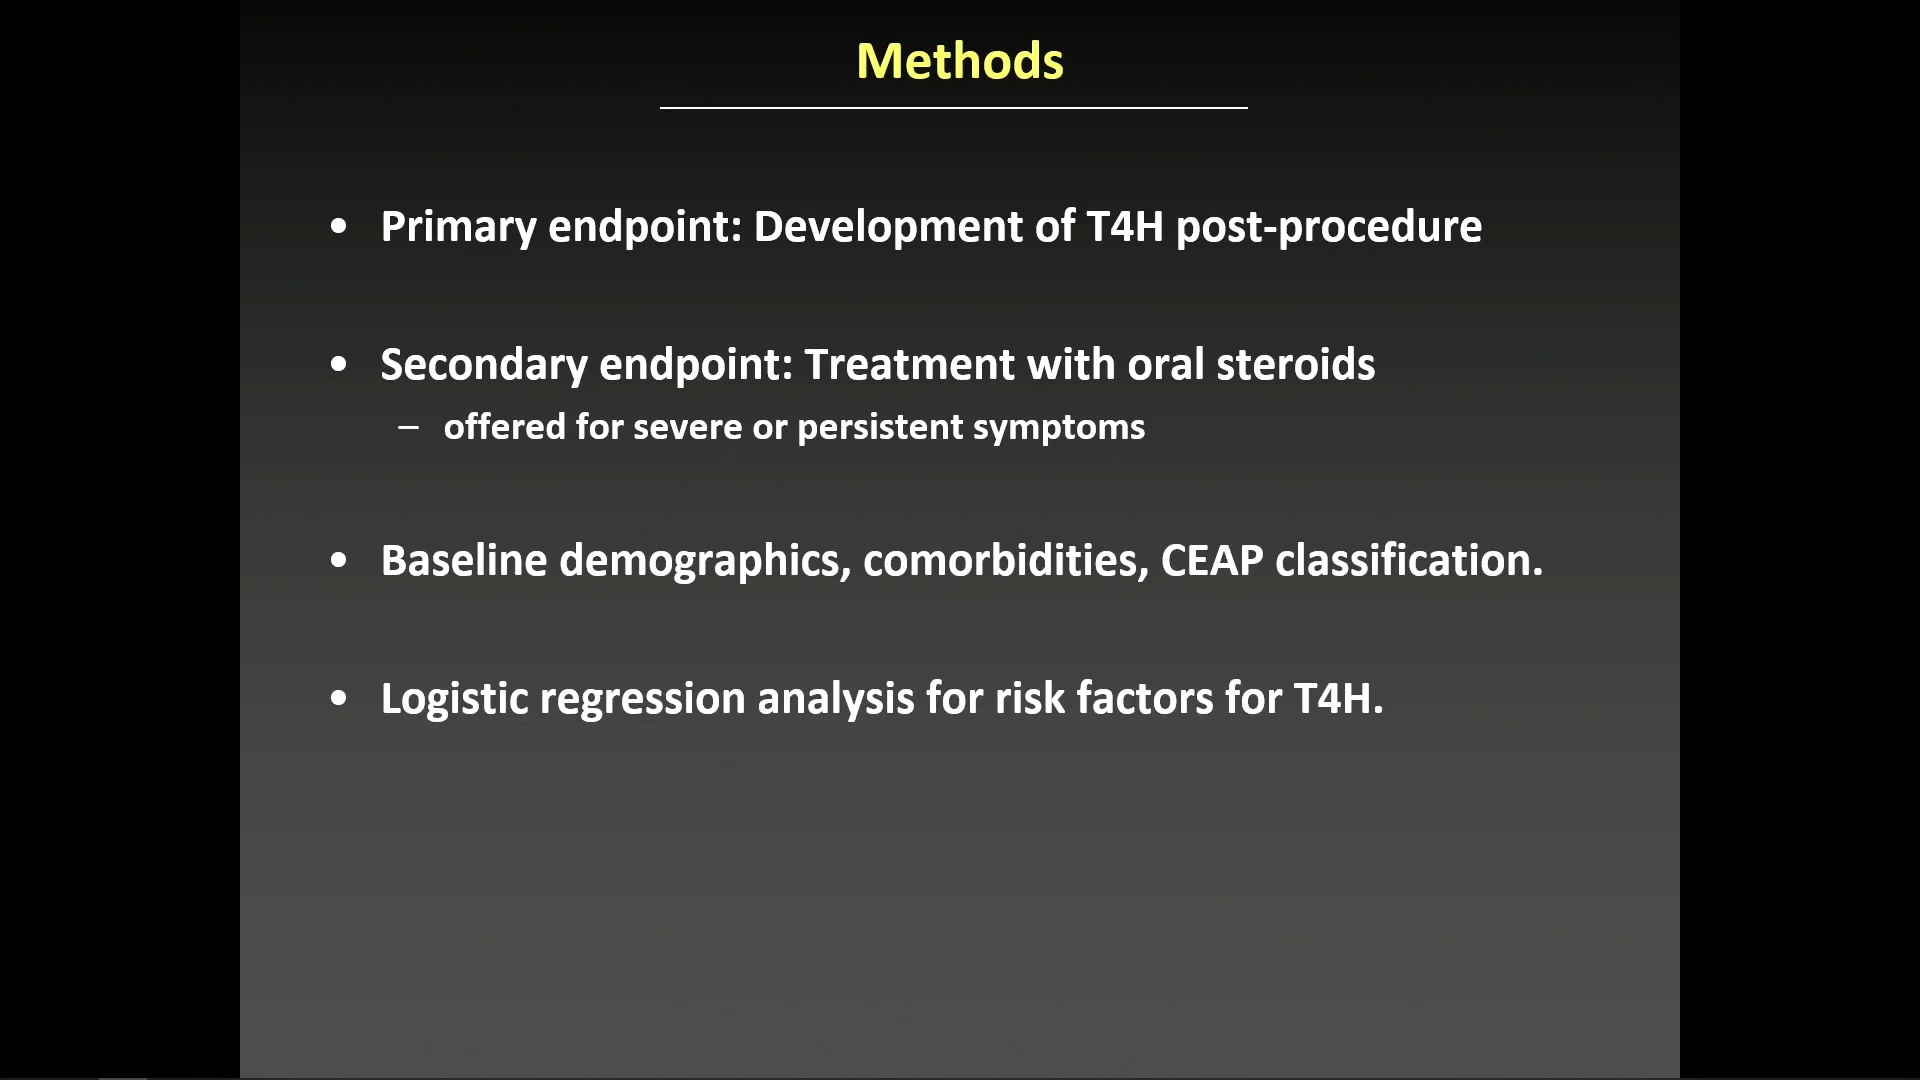 Methods
• Primary endpoint: Development of T4H post-procedure
• Secondary endpoint: Treatment with oral steroids
– offered for severe or persistent symptoms
• Baseline demographics, comorbidities, CEAP classification.
• Logistic regression analysis for risk factors for T4H.